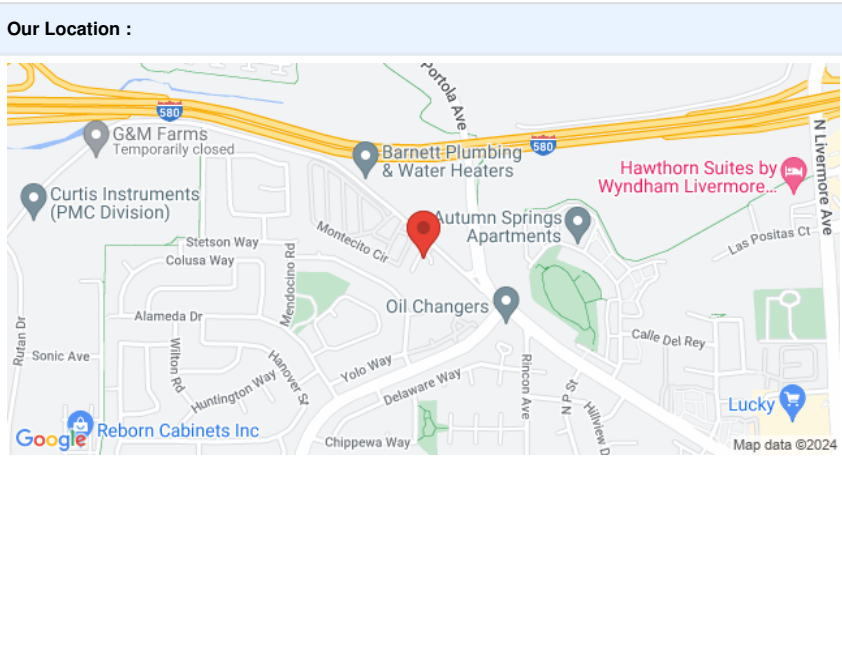 Our Location :
Portola Ave
580
G&M Farms
Temporarily closed
Barnett Plumbing
& Water Heaters
580
N Livermore Ave
Hawthorn Suites by
Wyndham Livermore...
Curtis Instruments
(PMC Division)
Autumn Springs
Apartments
Montecito Cir
Stetson Way
Colusa Way
Las Positas Ct
Mendocino Rd
Oil Changers
Alameda Dr
Rutan Dr
Sonic Ave
Wilton Rd
Hanover St
Yolo Way
Calle Del Rey
Huntington Way
Delaware Way
Rincon Ave
N P St
Hillview D
Lucky
Google
Reborn Cabinets Inc
Chippewa Way
Map data ©2024